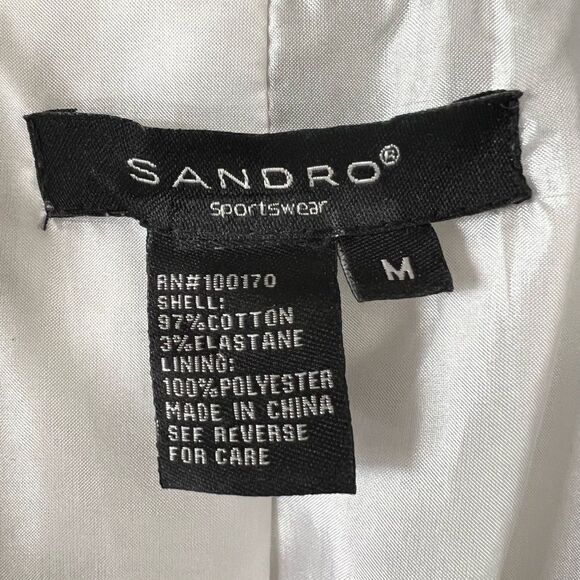 SANDRO®
Sportswear
M
RN#100170
SHELL:
97%COTTON
3%ELASTANE
LINING:
100%POLYESTER
MADE IN CHINA
SEE REVERSE
FOR CARE